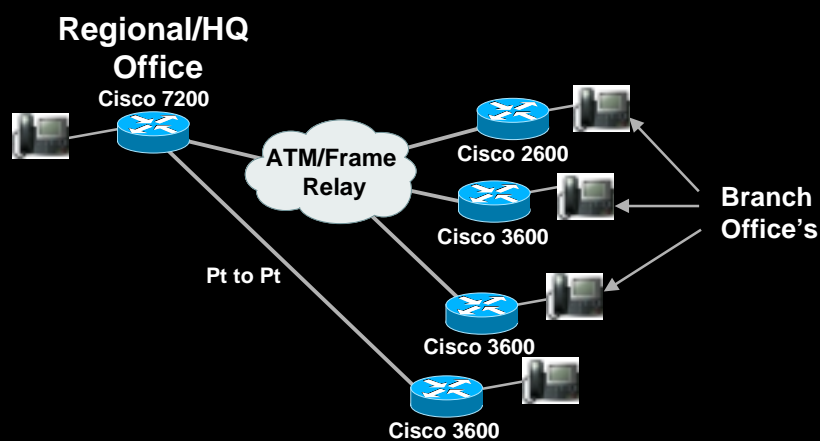 Regional/HQ
Office
Cisco 7200
ATM/Frame
Relay
Cisco 2600
Cisco 3600
Branch
Office's
Pt to Pt
Cisco 3600
Cisco 3600